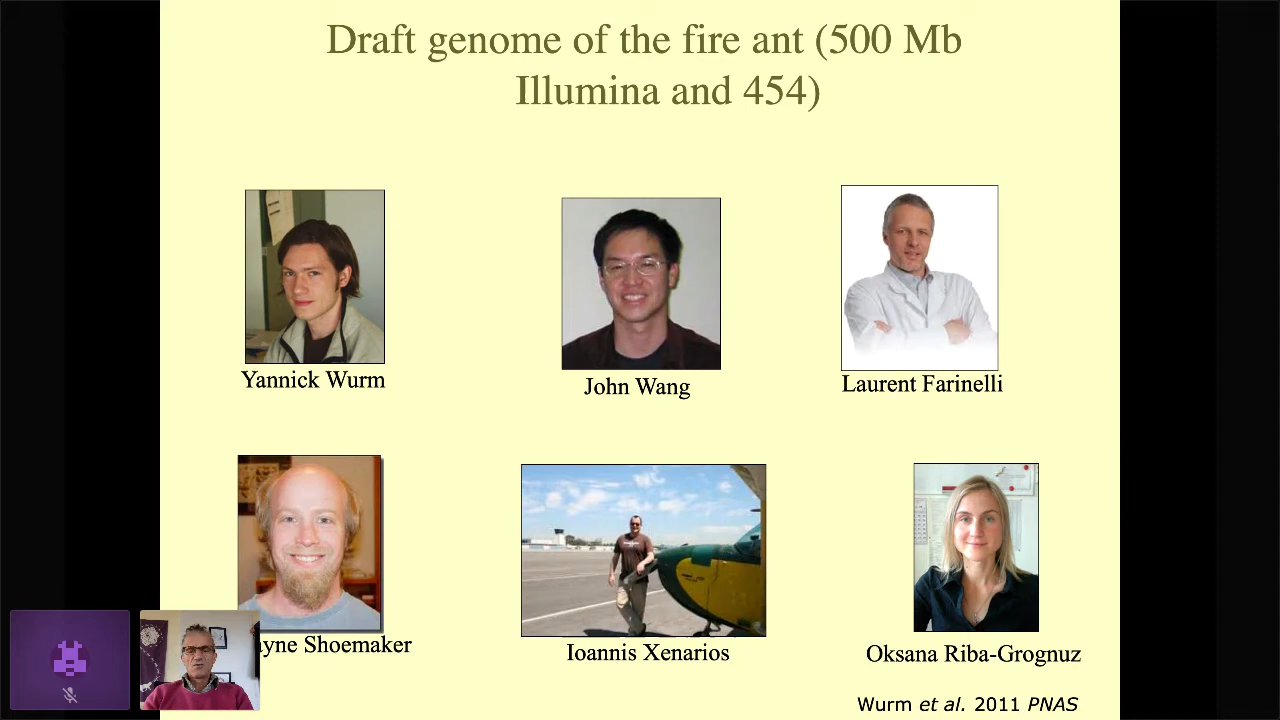 Draft genome of the fire ant (500 Mb
Illumina and 454)
Yannick Wurm
John Wang
Laurent Farinelli
ayne Shoemaker
Ioannis Xenarios
Oksana Riba-Grognuz
Wurm et al. 2011 PNAS